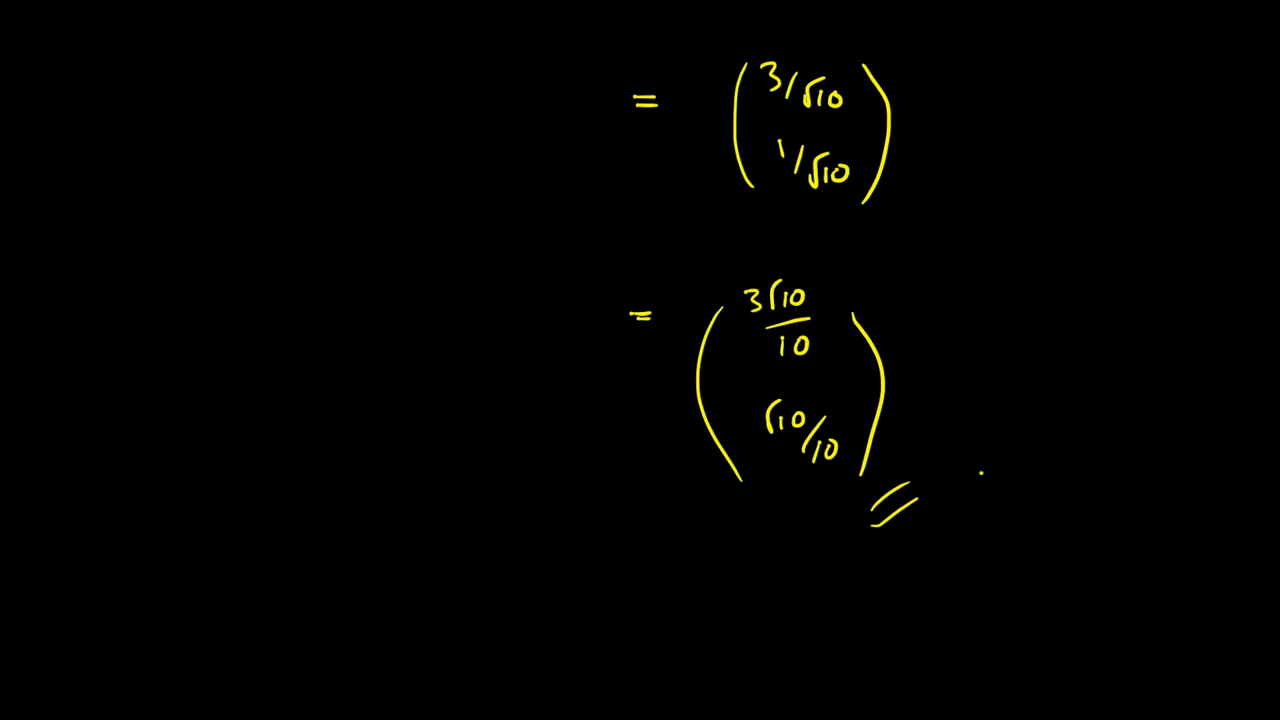 = ( 3/√10
1/√10 )
= ( 3√10
10
√10/10 )